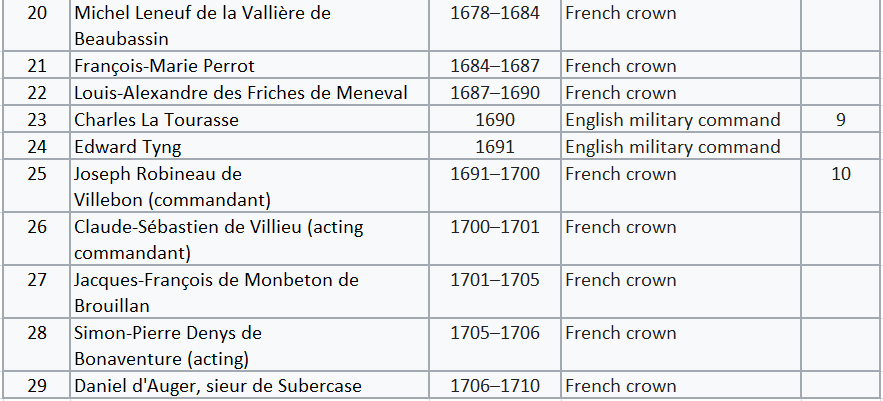 20 Michel Leneuf de la Vallière de 1678–1684 French crown
Beaubassin
21 François-Marie Perrot 1684–1687 French crown
22 Louis-Alexandre des Friches de Meneval 1687–1690 French crown
23 Charles La Tourasse 1690 English military command 9
24 Edward Tyng 1691 English military command
25 Joseph Robineau de 1691–1700 French crown 10
Villebon (commandant)
26 Claude-Sébastien de Villieu (acting 1700–1701 French crown
commandant)
27 Jacques-François de Monbeton de 1701–1705 French crown
Brouillan
28 Simon-Pierre Denys de 1705–1706 French crown
Bonaventure (acting)
29 Daniel d'Auger, sieur de Subercase 1706–1710 French crown